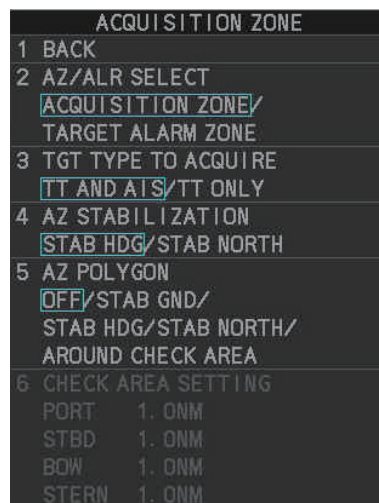 ACQUISITION ZONE
1 BACK
2 AZ/ALR SELECT
ACQUISITION ZONE/
TARGET ALARM ZONE
3 TGT TYPE TO ACQUIRE
TT AND AIS/TT ONLY
4 AZ STABILIZATION
STAB HDG/STAB NORTH
5 AZ POLYGON
OFF/STAB GND/
STAB HDG/STAB NORTH/
AROUND CHECK AREA
6 CHECK AREA SETTING
PORT 1.0NM
STBD 1.0NM
BOW 1.0NM
STERN 1.0NM